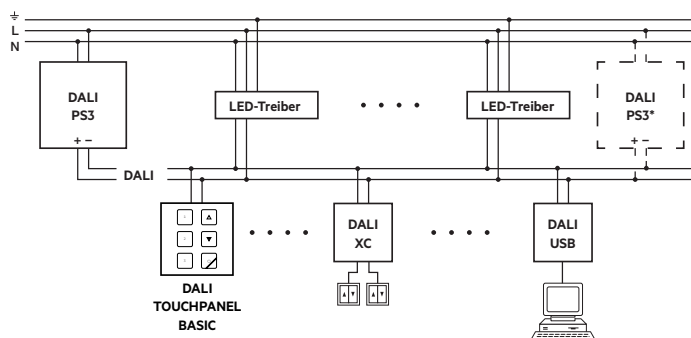 L
N
DALI
PS3
+ −
LED-Treiber
LED-Treiber
DALI
PS3*
+ −
DALI
DALI
XC
DALI
USB
DALI
TOUCHPANEL
BASIC